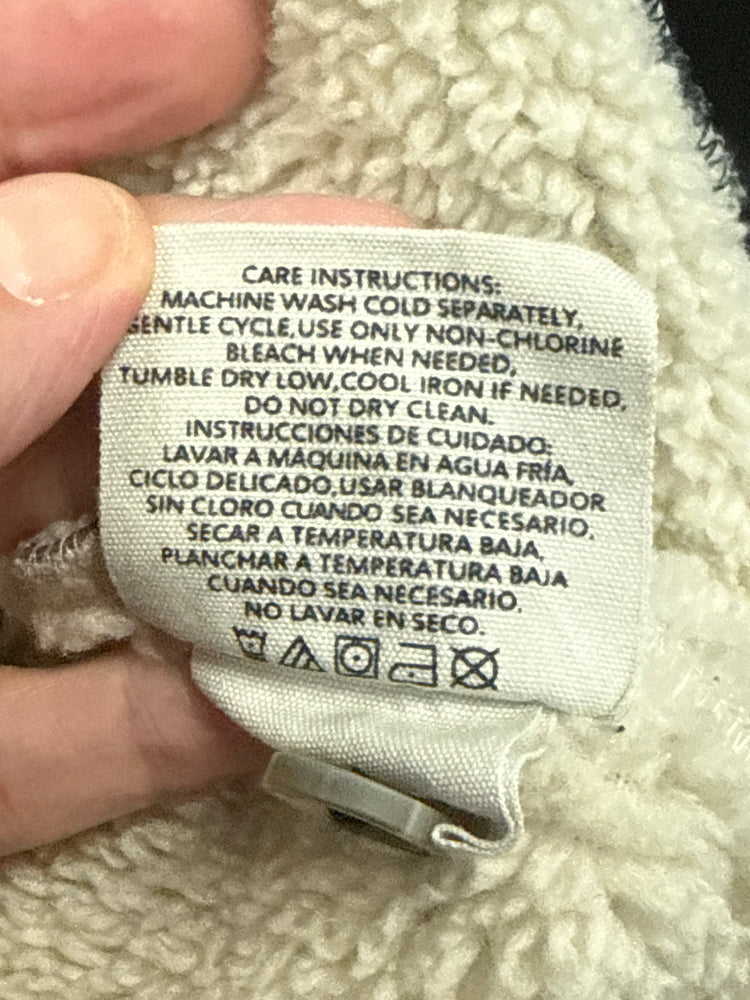 CARE INSTRUCTIONS:
MACHINE WASH COLD SEPARATELY,
GENTLE CYCLE,USE ONLY NON-CHLORINE
BLEACH WHEN NEEDED,
TUMBLE DRY LOW,COOL IRON IF NEEDED,
DO NOT DRY CLEAN.
INSTRUCCIONES DE CUIDADO:
LAVAR A MÁQUINA EN AGUA FRÍA,
CICLO DELICADO,USAR BLANQUEADOR
SIN CLORO CUANDO SEA NECESARIO.
SECAR A TEMPERATURA BAJA,
PLANCHAR A TEMPERATURA BAJA
CUANDO SEA NECESARIO.
NO LAVAR EN SECO.